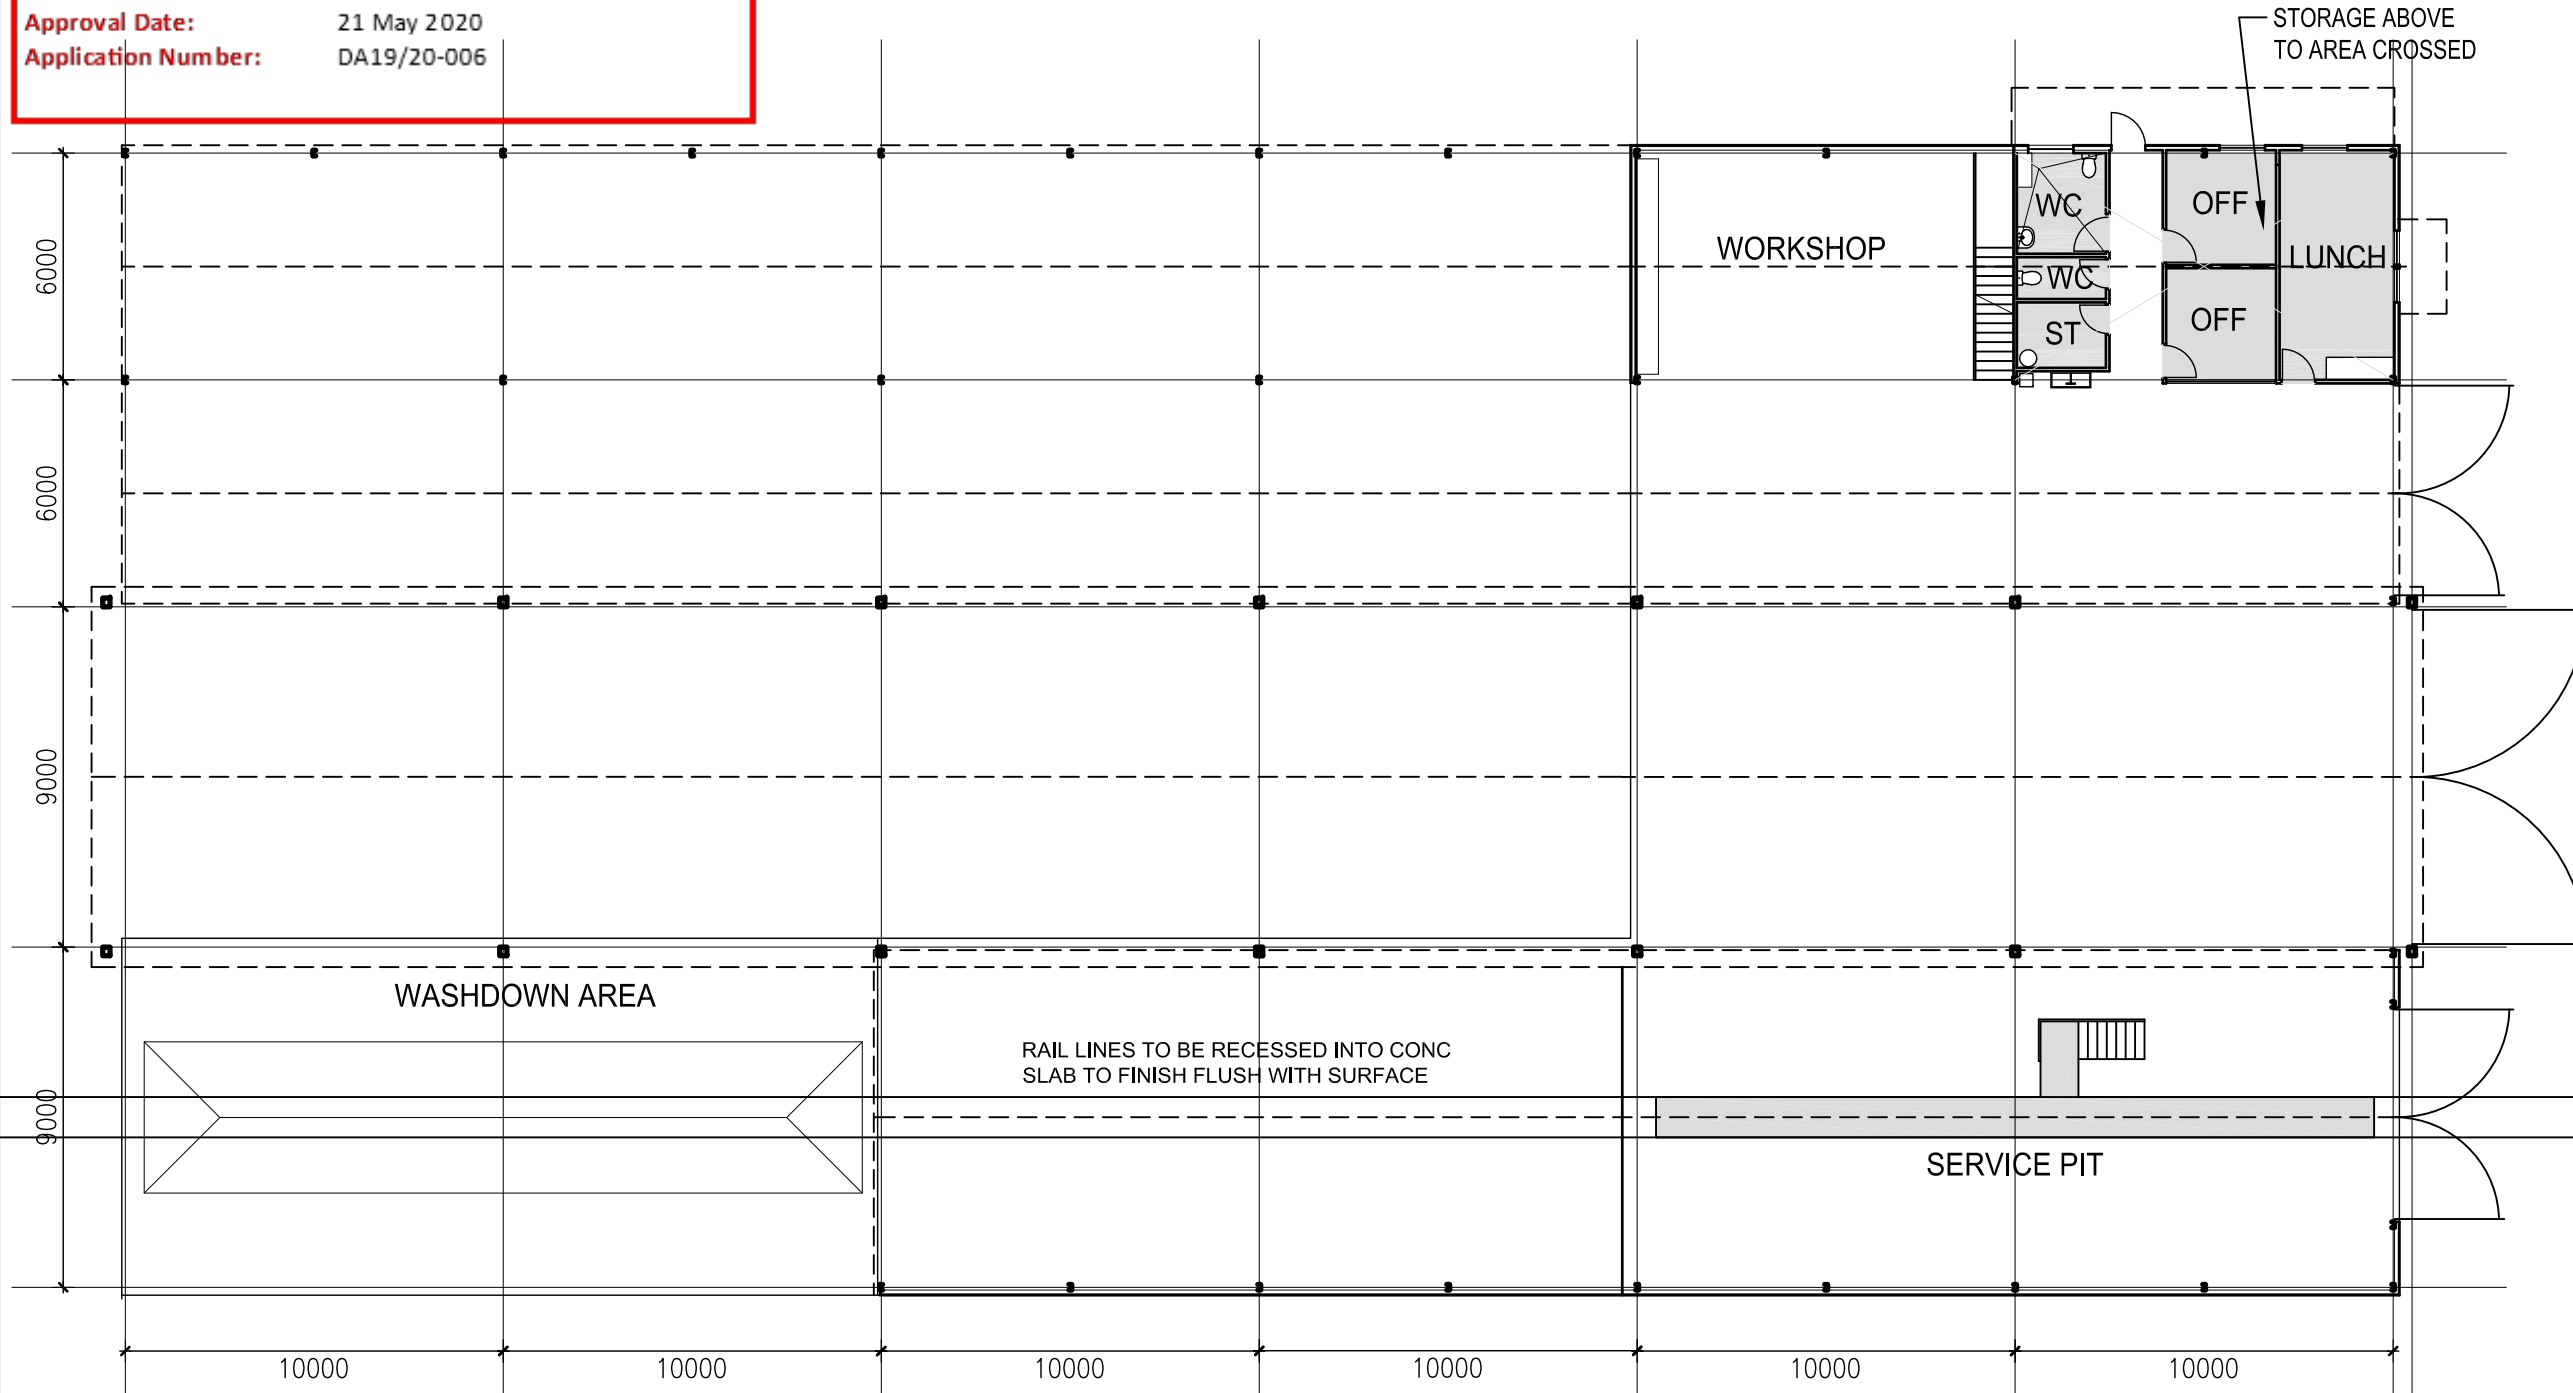 Approval Date: 21 May 2020
Application Number: DA19/20-006
STORAGE ABOVE
TO AREA CROSSED
WC
OFF
WORKSHOP
LUNCH
WC
OFF
ST
6000
6000
9000
9000
WASHDOWN AREA
RAIL LINES TO BE RECESSED INTO CONC
SLAB TO FINISH FLUSH WITH SURFACE
SERVICE PIT
10000 10000 10000 10000 10000 10000